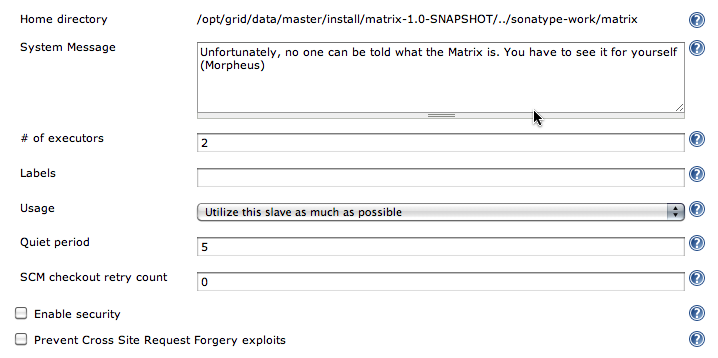 Home directory /opt/grid/data/master/install/matrix-1.0-SNAPSHOT/../sonatype-work/matrix ?
System Message ?
Unfortunately, no one can be told what the Matrix is. You have to see it for yourself
(Morpheus)
# of executors 2 ?
Labels ?
Usage Utilize this slave as much as possible ?
Quiet period 5 ?
SCM checkout retry count 0 ?
Enable security ?
Prevent Cross Site Request Forgery exploits ?